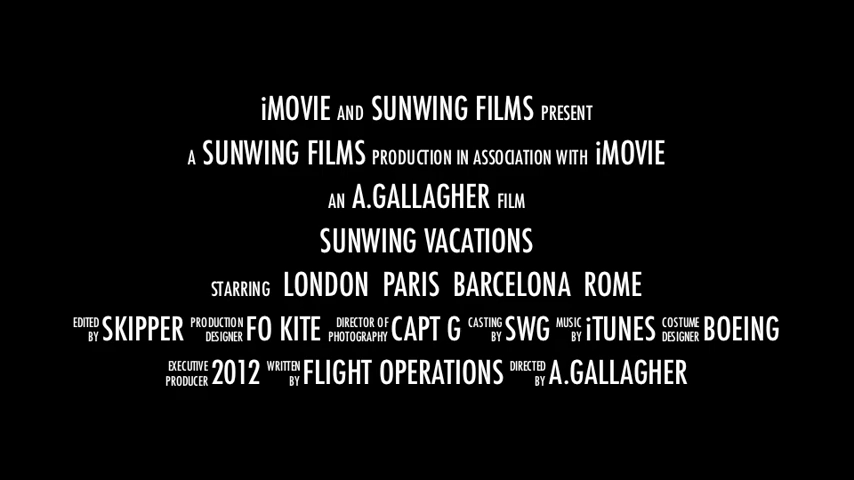 iMOVIE AND SUNWING FILMS PRESENT
A SUNWING FILMS PRODUCTION IN ASSOCIATION WITH iMOVIE
AN A.GALLAGHER FILM
SUNWING VACATIONS
STARRING LONDON PARIS BARCELONA ROME
EDITED BY SKIPPER PRODUCTION DESIGNER FO KITE DIRECTOR OF PHOTOGRAPHY CAPT G CASTING BY SWG MUSIC BY iTUNES COSTUME DESIGNER BOEING
EXECUTIVE PRODUCER 2012 WRITTEN BY FLIGHT OPERATIONS DIRECTED BY A.GALLAGHER